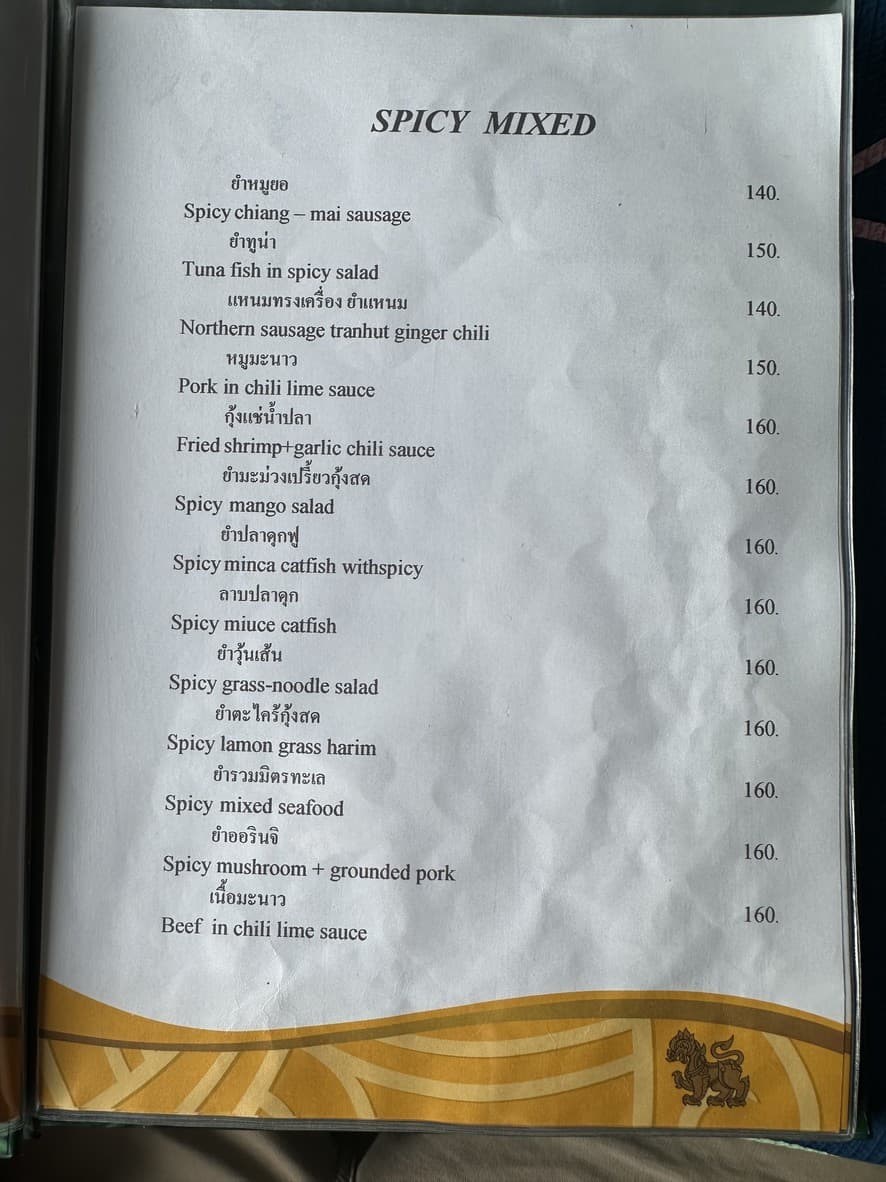 SPICY MIXED
ยำหมูยอ 140.
Spicy chiang – mai sausage
ยำทูน่า 150.
Tuna fish in spicy salad
แหนมทรงเครื่อง ยำแหนม 140.
Northern sausage tranhut ginger chili
หมูมะนาว 150.
Pork in chili lime sauce
กุ้งแช่น้ำปลา 160.
Fried shrimp+garlic chili sauce
ยำมะม่วงเปรี้ยวกุ้งสด 160.
Spicy mango salad
ยำปลาดุกฟู 160.
Spicy minca catfish withspicy
ลาบปลาดุก 160.
Spicy miuce catfish
ยำวุ้นเส้น 160.
Spicy grass-noodle salad
ยำตะไคร้กุ้งสด 160.
Spicy lamon grass harim
ยำรวมมิตรทะเล 160.
Spicy mixed seafood
ยำออรินจิ 160.
Spicy mushroom + grounded pork
เนื้อมะนาว 160.
Beef in chili lime sauce